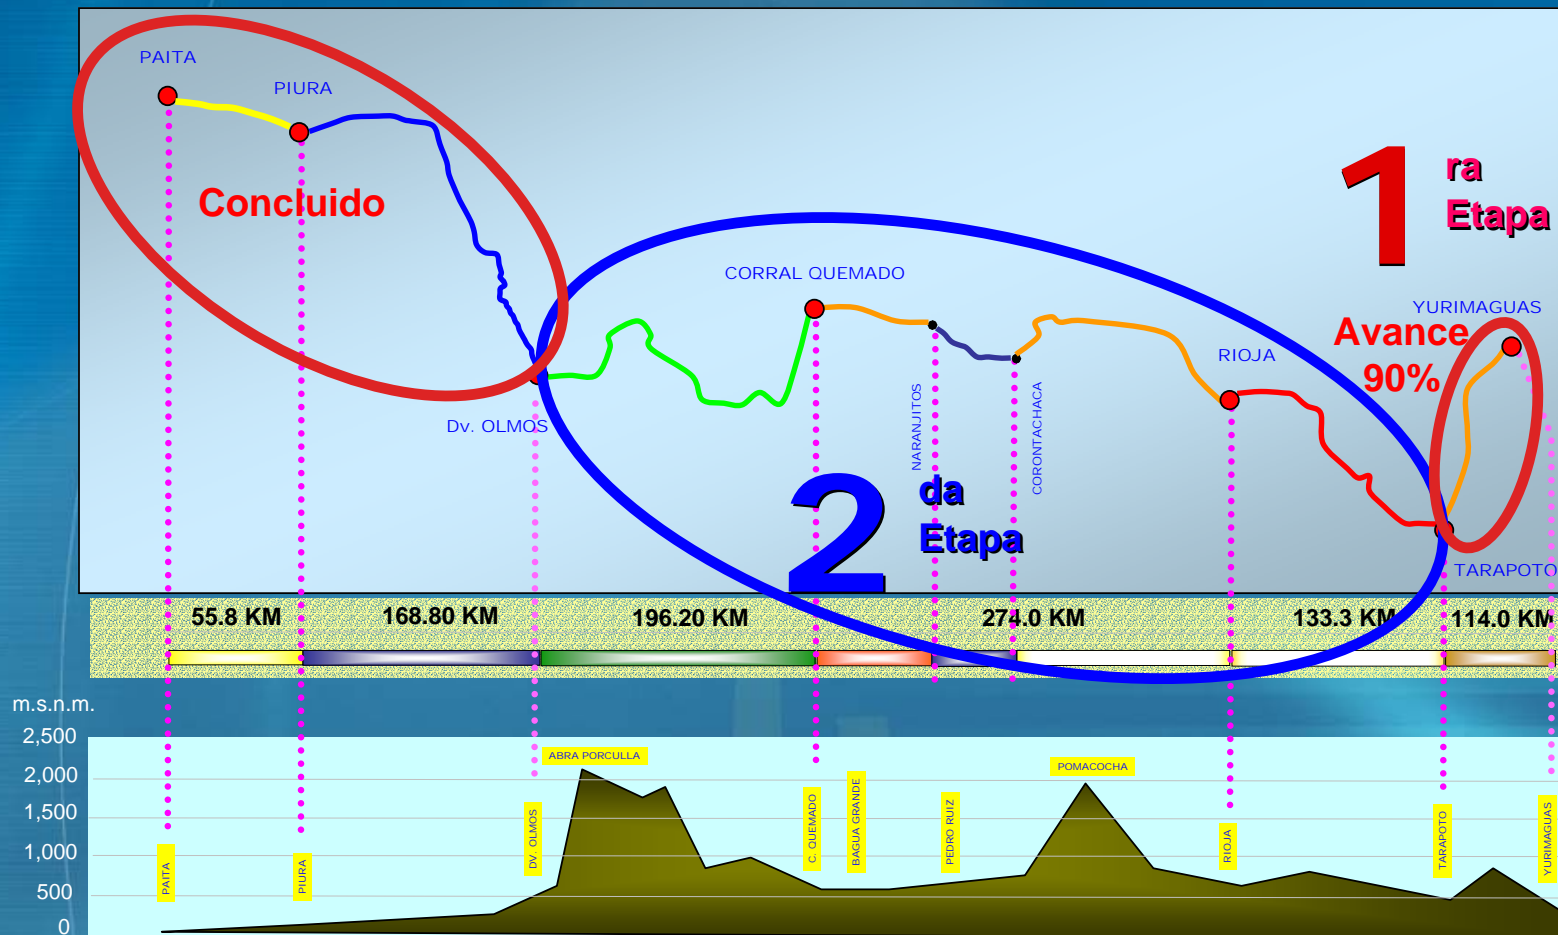 PAITA
PIURA
Concluido
1 ra
Etapa
CORRAL QUEMADO
YURIMAGUAS
Avance
90%
RIOJA
NARANJITOS
CORONTACHACA
Dv. OLMOS
2 da
Etapa
TARAPOTO
55.8 KM
168.80 KM
196.20 KM
274.0 KM
133.3 KM
114.0 KM
m.s.n.m.
2,500
2,000
1,500
1,000
500
0
ABRA PORCULLA
POMACOCHA
PAITA
PIURA
DV. OLMOS
C. QUEMADO
BAGUA GRANDE
PEDRO RUIZ
RIOJA
TARAPOTO
YURIMAGUAS